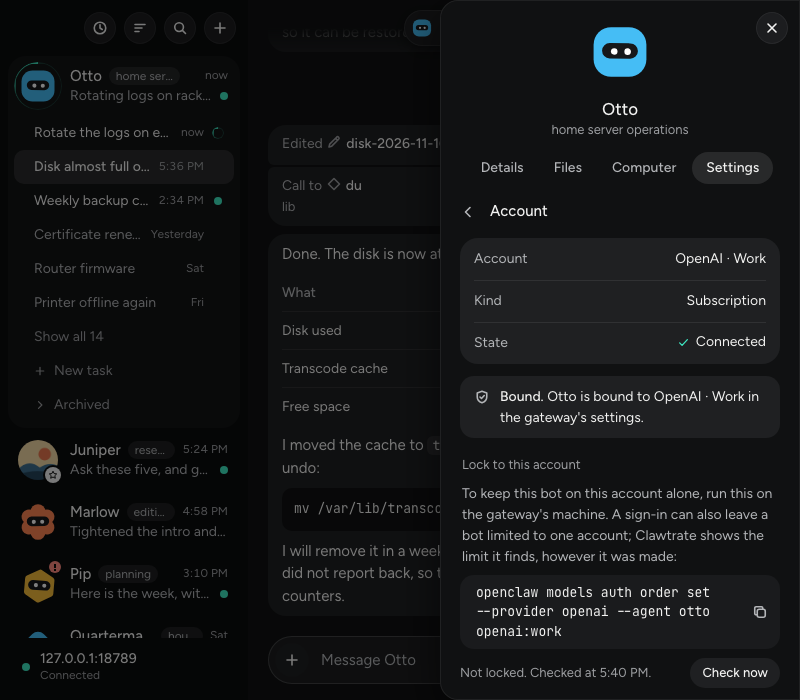 Otto home ser... now
Rotating logs on rack...
Rotate the logs on e... now
Disk almost full o... 5:36 PM
Weekly backup c... 2:34 PM
Certificate rene... Yesterday
Router firmware Sat
Printer offline again Fri
Show all 14
+ New task
Archived
Juniper rese... 5:24 PM
Ask these five, and g...
Marlow editi... 4:58 PM
Tightened the intro and...
Pip planning 3:10 PM
Here is the week, wit...
Quarterma hou... Sat
127.0.0.1:18789
Connected
so it can be
Edited disk-2026-11-1
Call to du
lib
Done. The disk is now at
What
Disk used
Transcode cache
Free space
I moved the cache to
undo:
mv /var/lib/transco
I will remove it in a week
did not report back, so
counters.
Message Otto
Otto
home server operations
Details Files Computer Settings
Account
Account OpenAI · Work
Kind Subscription
State Connected
Bound. Otto is bound to OpenAI · Work in
the gateway's settings.
Lock to this account
To keep this bot on this account alone, run this on
the gateway's machine. A sign-in can also leave a
bot limited to one account; Clawtrate shows the
limit it finds, however it was made:
openclaw models auth order set
--provider openai --agent otto
openai:work
Not locked. Checked at 5:40 PM.
Check now